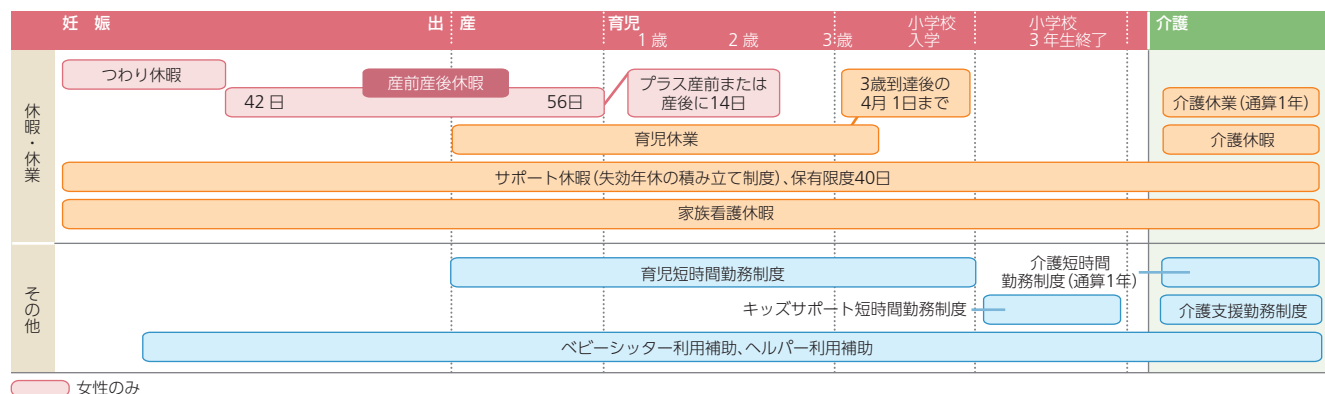 妊 娠
出 産
育児
1 歳
2 歳
3 歳
小学校
入学
小学校
3 年生終了
介護
休暇・休業
つわり休暇
産前産後休暇
42 日
56日
プラス産前または
産後に14日
3歳到達後の
4月 1日まで
介護休業(通算1年)
育児休業
介護休暇
サポート休暇(失効年休の積み立て制度)、保有限度40日
家族看護休暇
その他
育児短時間勤務制度
介護短時間
勤務制度(通算1年)
キッズサポート短時間勤務制度
介護支援勤務制度
ベビーシッター利用補助、ヘルパー利用補助
女性のみ